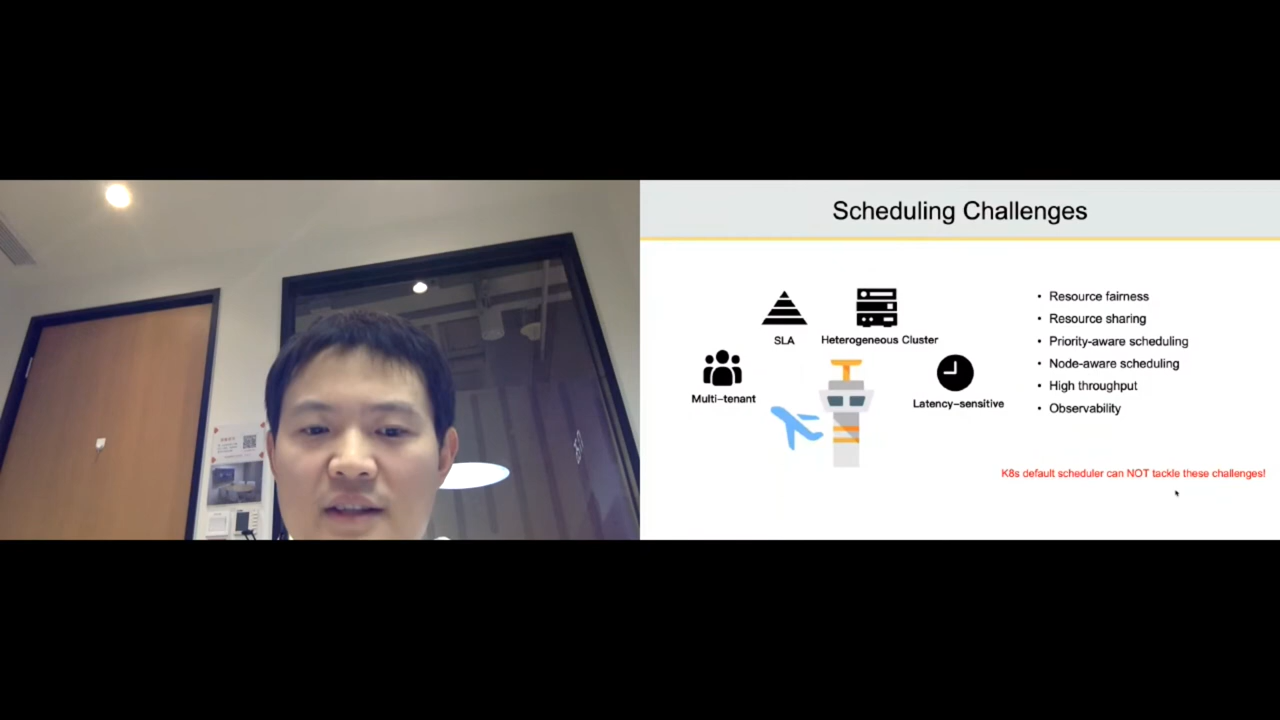 Scheduling Challenges
SLA
Heterogeneous Cluster
Multi-tenant
Latency-sensitive
• Resource fairness
• Resource sharing
• Priority-aware scheduling
• Node-aware scheduling
• High throughput
• Observability
K8s default scheduler can NOT tackle these challenges!